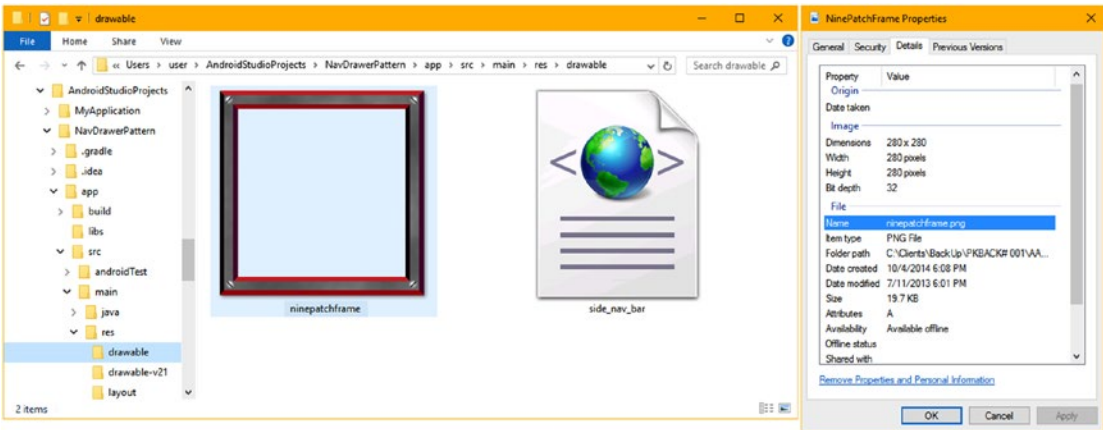 drawable
File Home Share View
« Users › user › AndroidStudioProjects › NavDrawerPattern › app › src › main › res › drawable
Search drawable
AndroidStudioProjects
MyApplication
NavDrawerPattern
.gradle
.idea
app
build
libs
src
androidTest
main
java
res
drawable
drawable-v21
layout
ninepatchframe
side_nav_bar
2 items
NinePatchFrame Properties
General Security Details Previous Versions
Property Value
Origin
Date taken
Image
Dimensions 280 x 280
Width 280 pixels
Height 280 pixels
Bit depth 32
File
Name ninepatchframe.png
Item type PNG File
Folder path C:\Clients\BackUp\PKBACK# 001\AA...
Date created 10/4/2014 6:08 PM
Date modified 7/11/2013 6:01 PM
Size 19.7 KB
Attributes A
Availability Available offline
Offline status
Shared with
Remove Properties and Personal Information
OK Cancel Apply